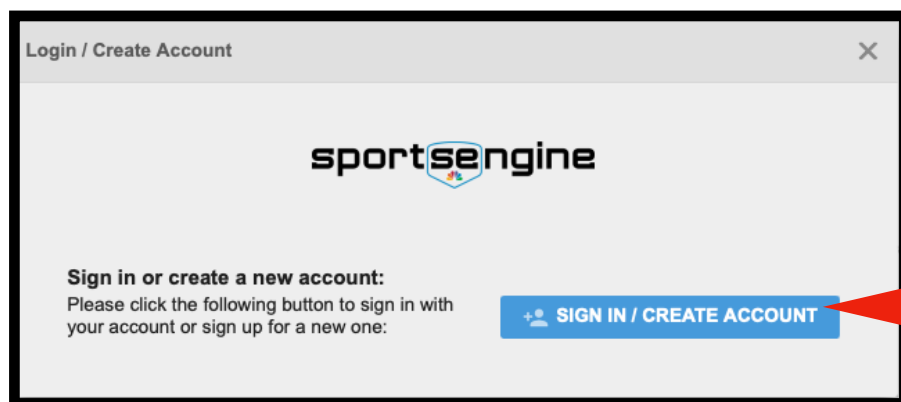 Login / Create Account
sportsengine
Sign in or create a new account:
Please click the following button to sign in with
your account or sign up for a new one:
SIGN IN / CREATE ACCOUNT